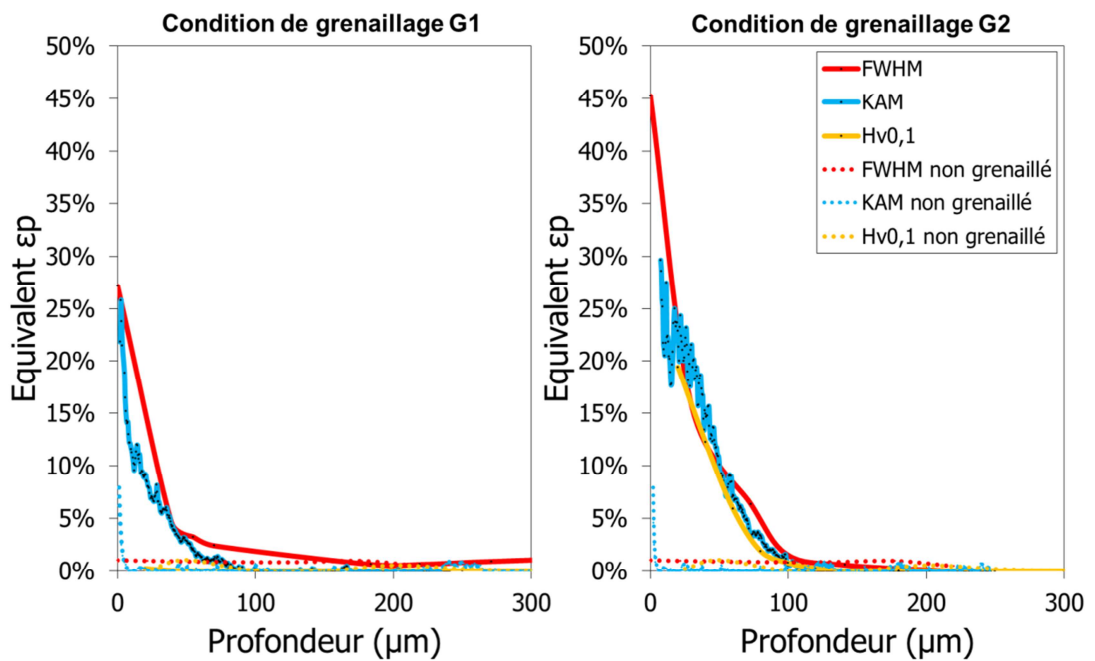 Condition de grenaillage G1
50%
45%
40%
35%
30%
25%
20%
15%
10%
5%
0%
Equivalent εp
0
100
200
300
Profondeur (µm)
Condition de grenaillage G2
50%
45%
40%
35%
30%
25%
20%
15%
10%
5%
0%
Equivalent εp
FWHM
KAM
Hv0,1
FWHM non grenaillé
KAM non grenaillé
Hv0,1 non grenaillé
0
100
200
300
Profondeur (µm)